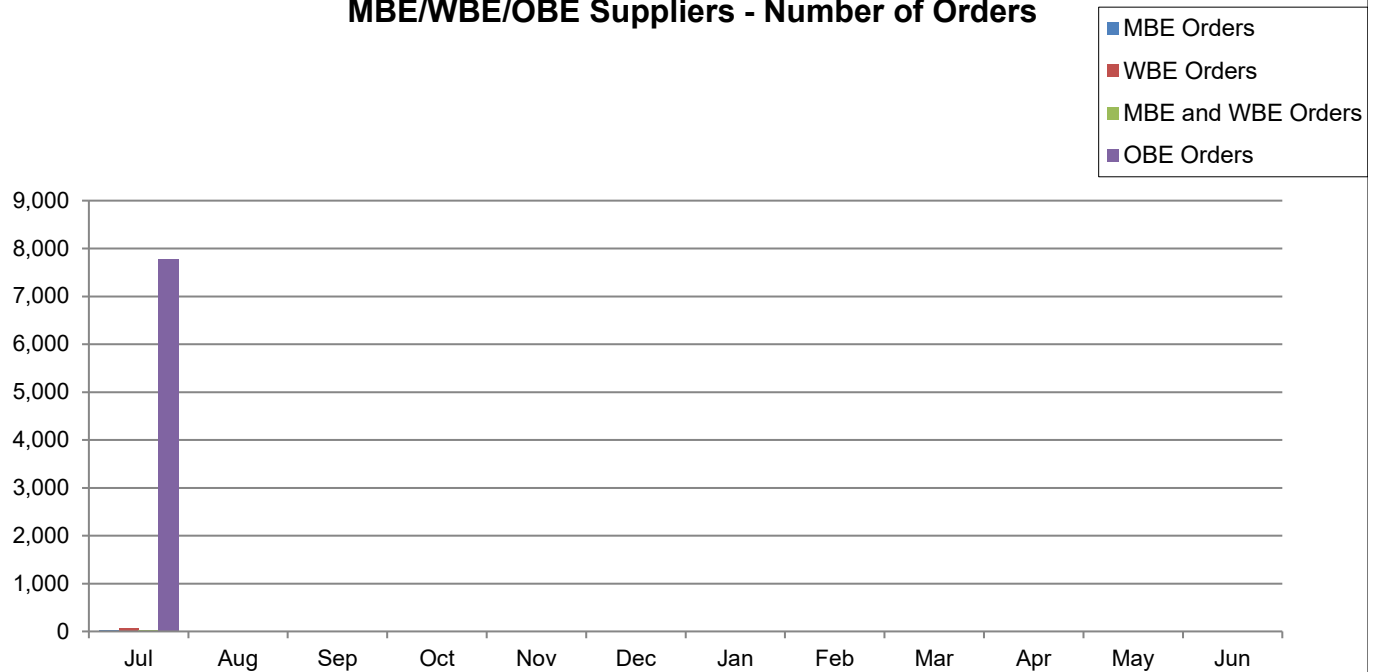 MBE/WBE/OBE Suppliers - Number of Orders
MBE Orders
WBE Orders
MBE and WBE Orders
OBE Orders
9,000
8,000
7,000
6,000
5,000
4,000
3,000
2,000
1,000
0
Jul Aug Sep Oct Nov Dec Jan Feb Mar Apr May Jun